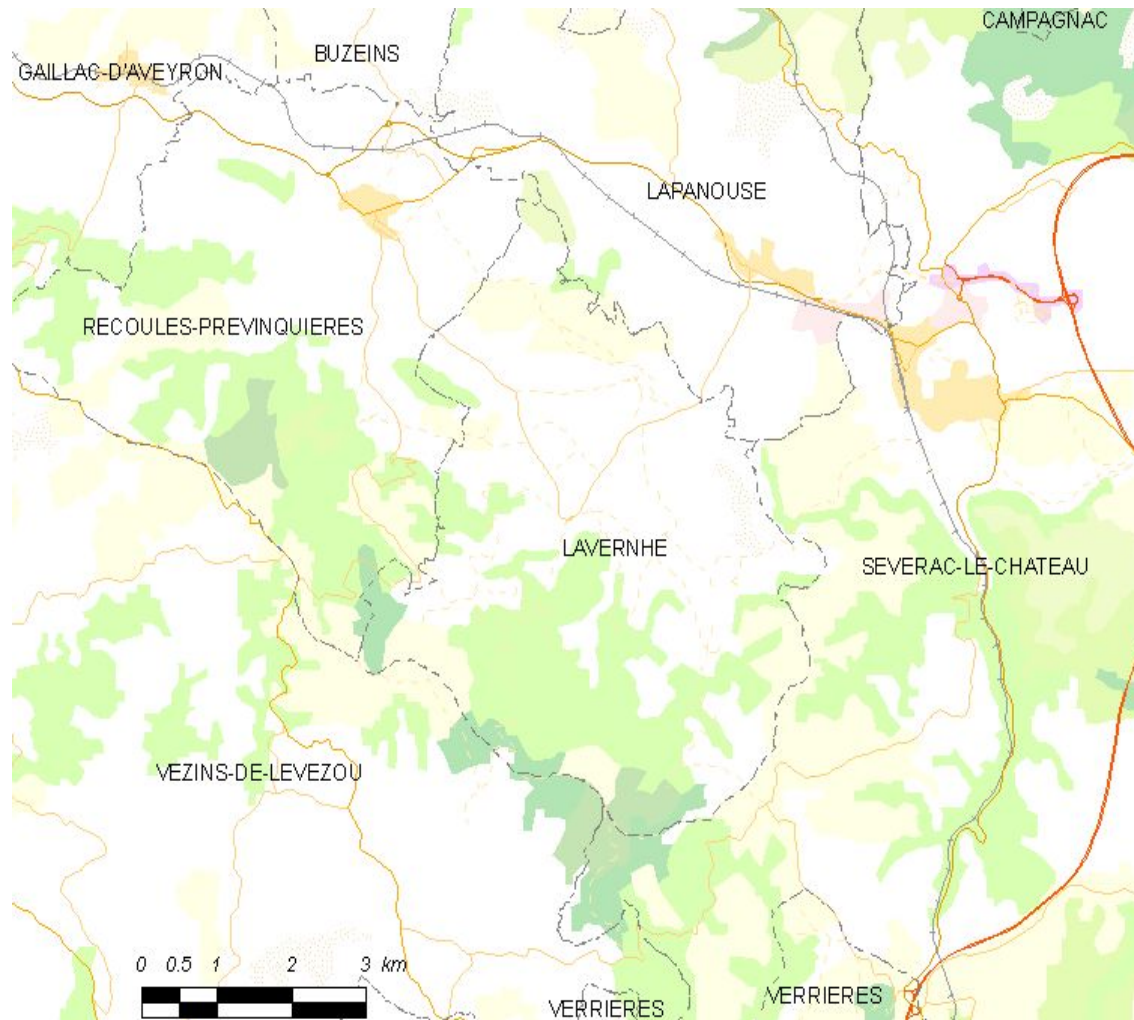 CAMPAGNAC
BUZEINS
GAILLAC-D'AVEYRON
LAPANOUSE
RECOULES-PREVINQUIERES
LAVERNHE
SEVERAC-LE-CHATEAU
VEZINS-DE-LEVEZOU
0 0.5 1 2 3 km
VERRIERES
VERRIERES